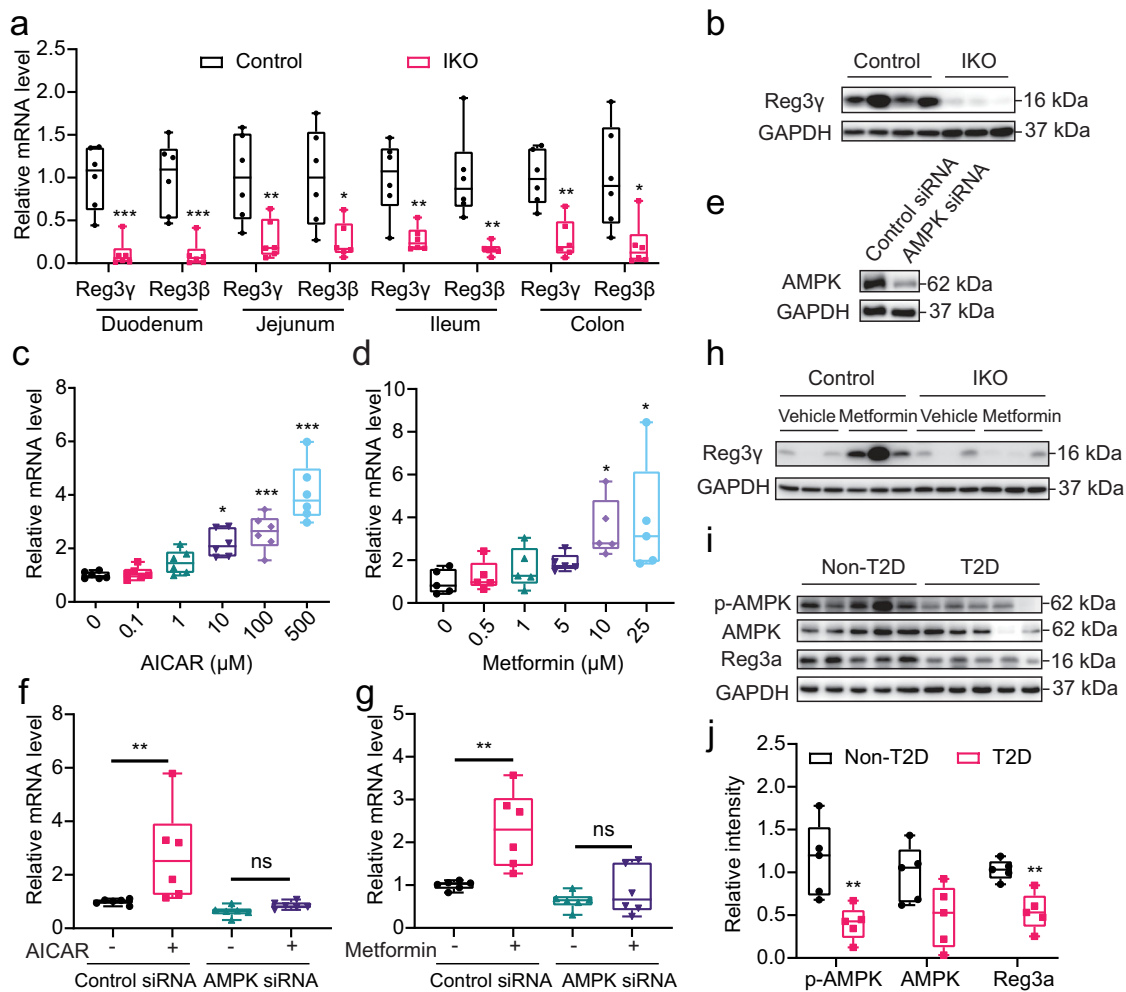 a
Relative mRNA level
2.5
2.0
1.5
1.0
0.5
0.0
Control
IKO
*** *** ** * ** ** ** *
Reg3γ Reg3β Reg3γ Reg3β Reg3γ Reg3β Reg3γ Reg3β
Duodenum Jejunum Ileum Colon
b
Control IKO
Reg3γ 16 kDa
GAPDH 37 kDa
e
Control siRNA
AMPK siRNA
AMPK 62 kDa
GAPDH 37 kDa
c
Relative mRNA level
8
6
4
2
0
* *** ***
0 0.1 1 10 100 500
AICAR (μM)
d
Relative mRNA level
10
8
6
4
2
0
* *
0 0.5 1 5 10 25
Metformin (μM)
h
Control IKO
Vehicle Metformin Vehicle Metformin
Reg3γ 16 kDa
GAPDH 37 kDa
i
Non-T2D T2D
p-AMPK 62 kDa
AMPK 62 kDa
Reg3a 16 kDa
GAPDH 37 kDa
f
Relative mRNA level
8
6
4
2
0
** ns
AICAR - + - +
Control siRNA AMPK siRNA
g
Relative mRNA level
5
4
3
2
1
0
** ns
Metformin - + - +
Control siRNA AMPK siRNA
j
Relative intensity
2.5
2.0
1.5
1.0
0.5
0.0
Non-T2D T2D
** **
p-AMPK AMPK Reg3a